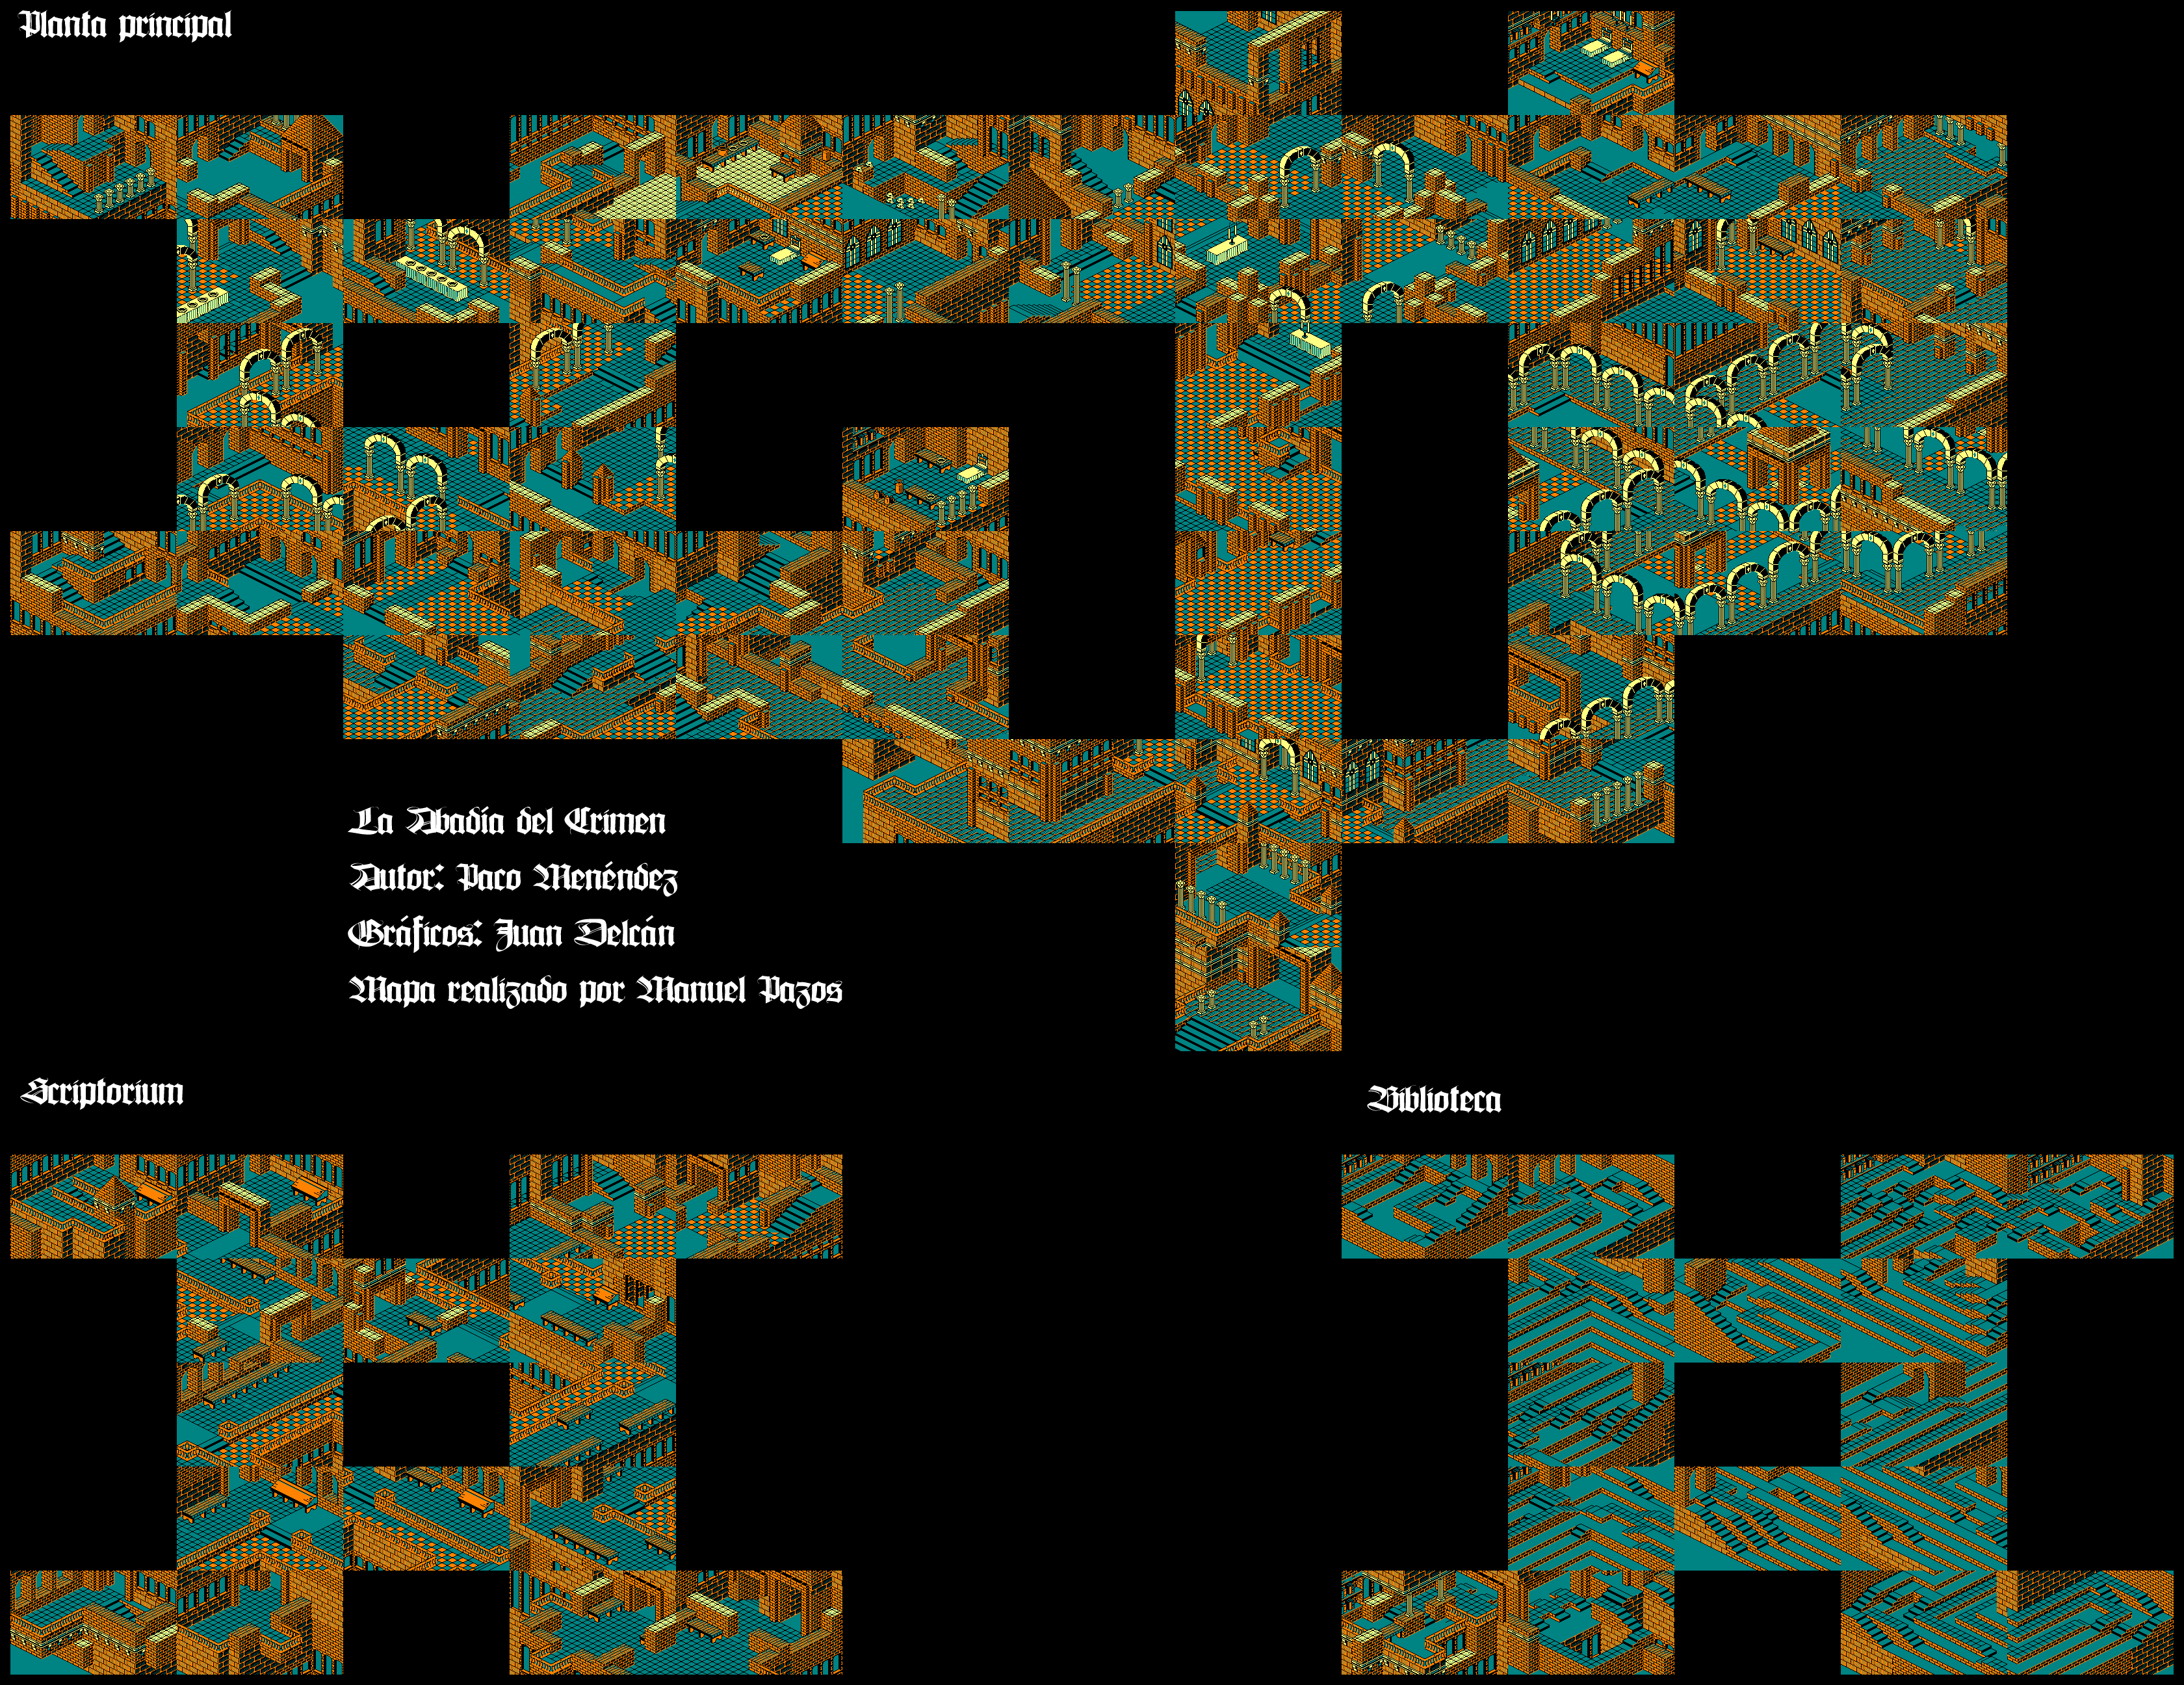 Planta principal
La Abadía del Crimen
Autor: Paco Menéndez
Gráficos: Juan Delcán
Mapa realizado por Manuel Pazos
Scriptorium
Biblioteca